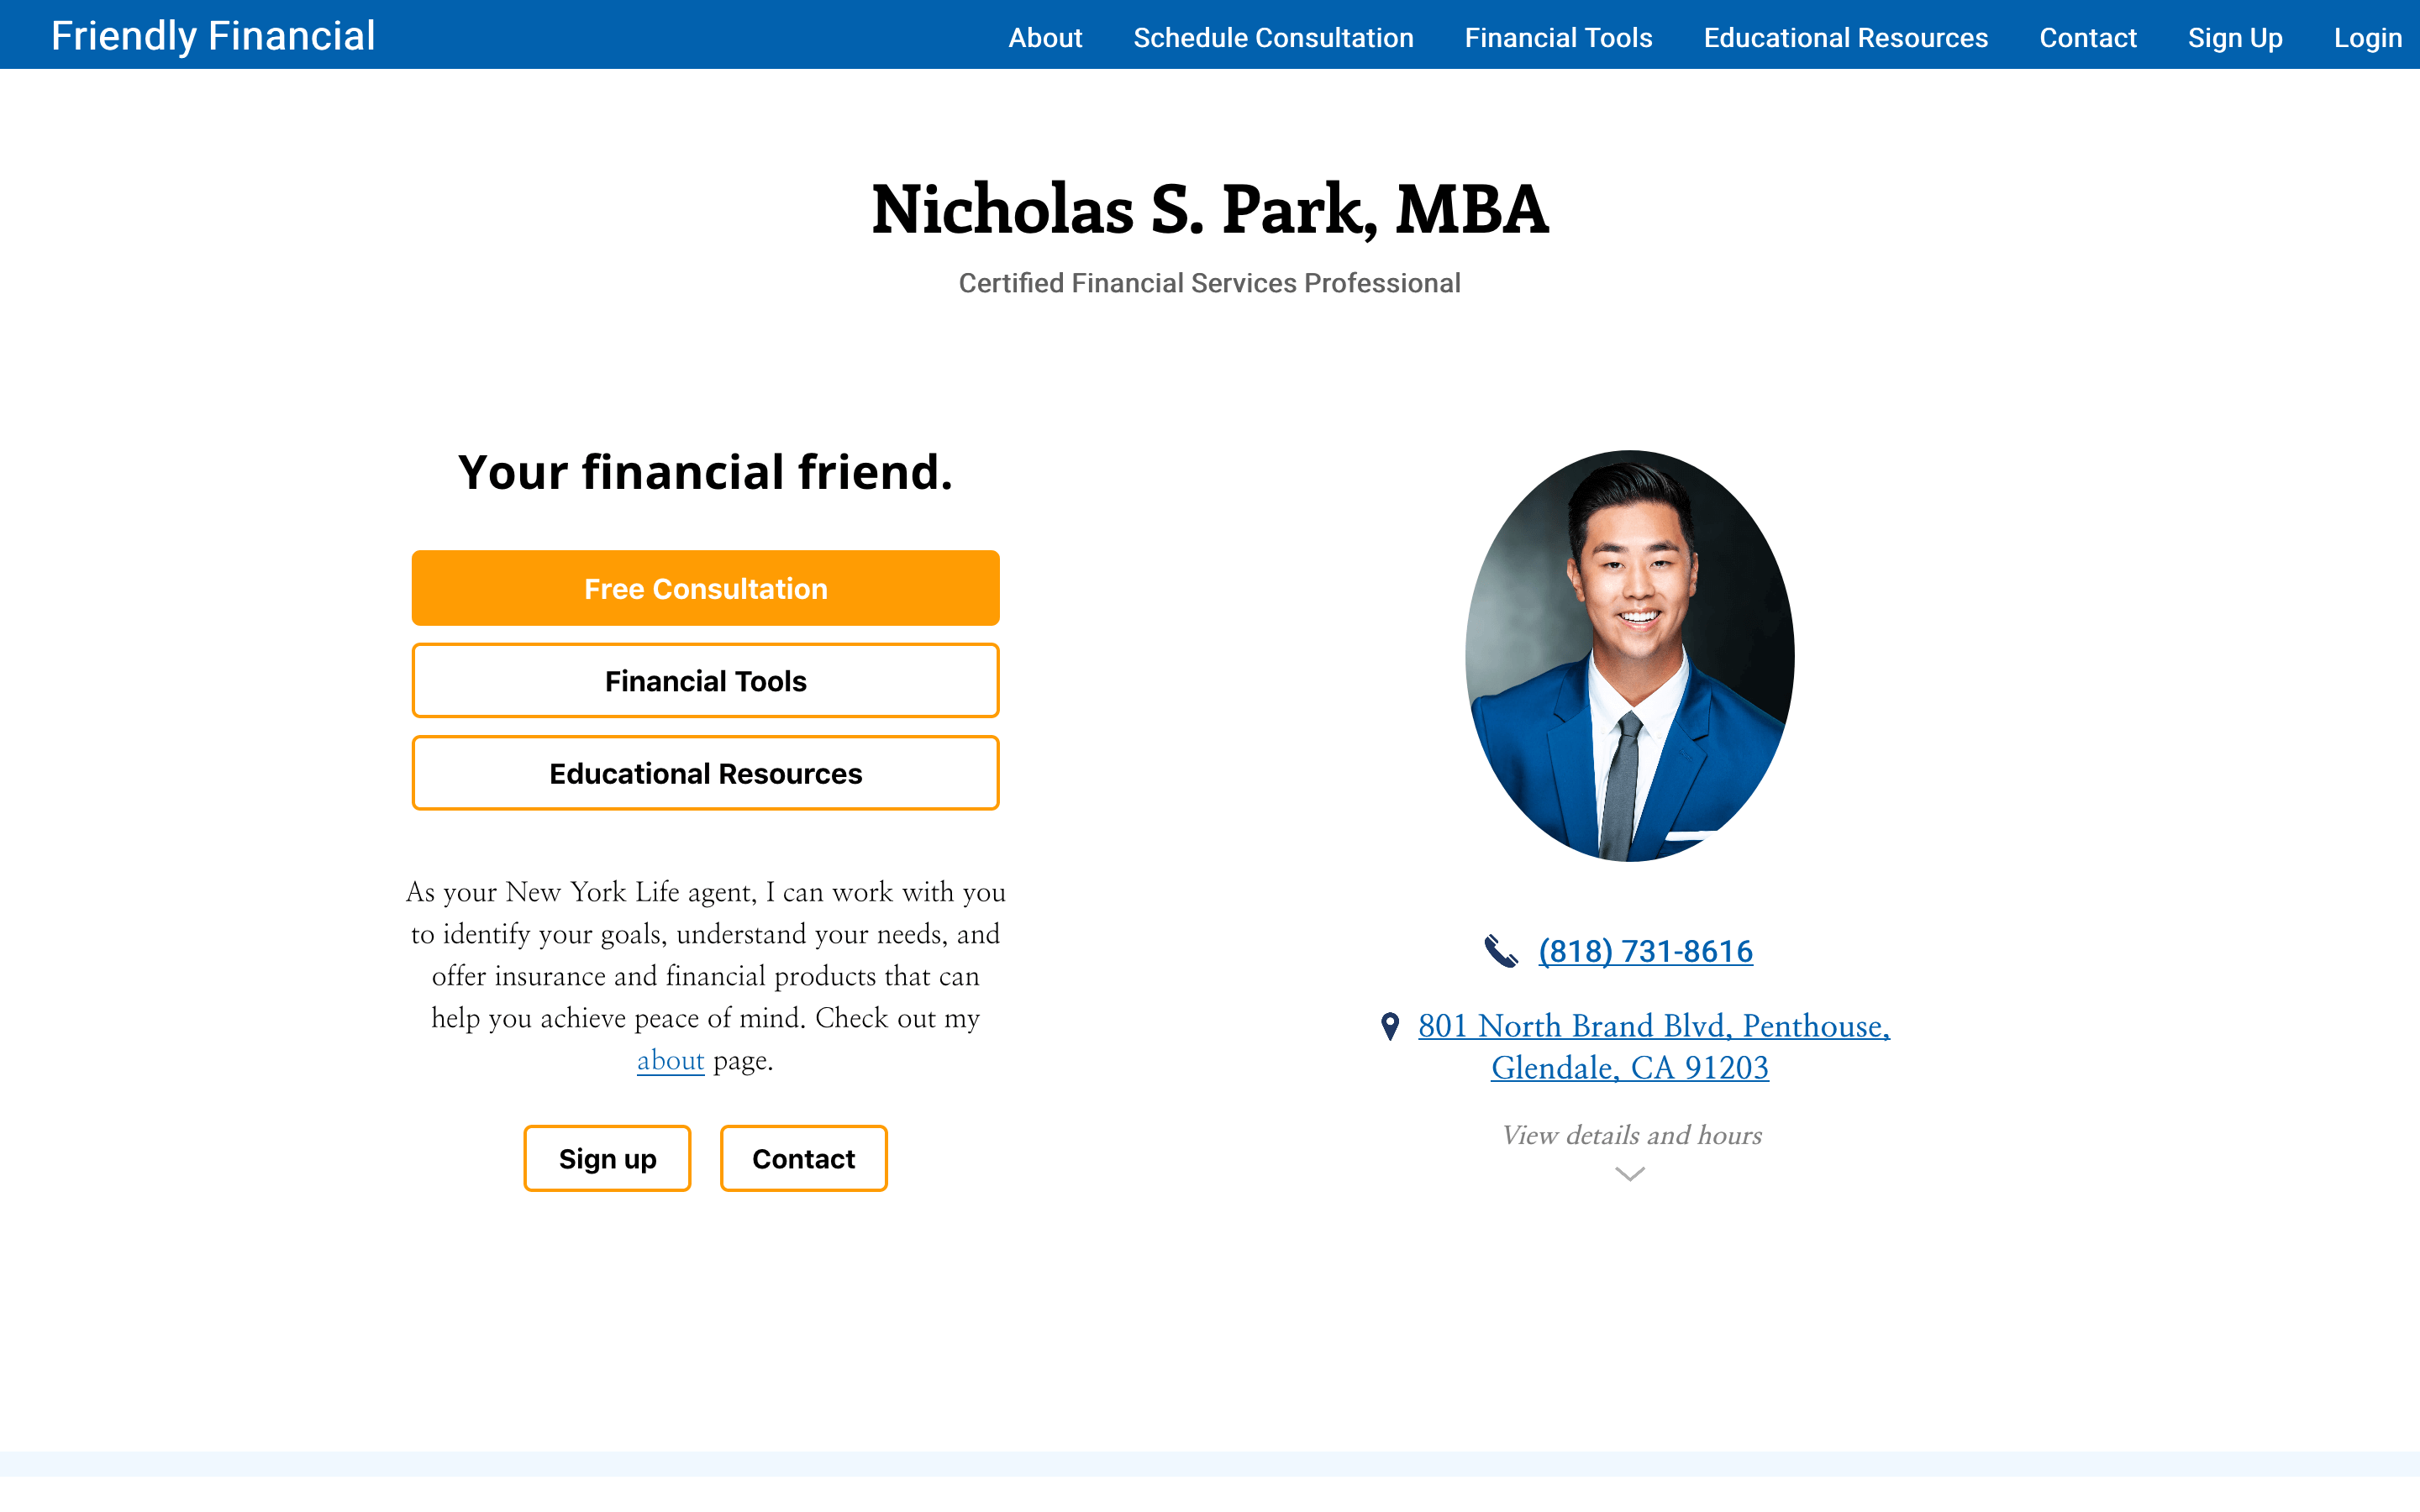 Friendly Financial
About
Schedule Consultation
Financial Tools
Educational Resources
Contact
Sign Up
Login
Nicholas S. Park, MBA
Certified Financial Services Professional
Your financial friend.
Free Consultation
Financial Tools
Educational Resources
As your New York Life agent, I can work with you
to identify your goals, understand your needs, and
offer insurance and financial products that can
help you achieve peace of mind. Check out my
about page.
Sign up
Contact
(818) 731-8616
801 North Brand Blvd, Penthouse,
Glendale, CA 91203
View details and hours